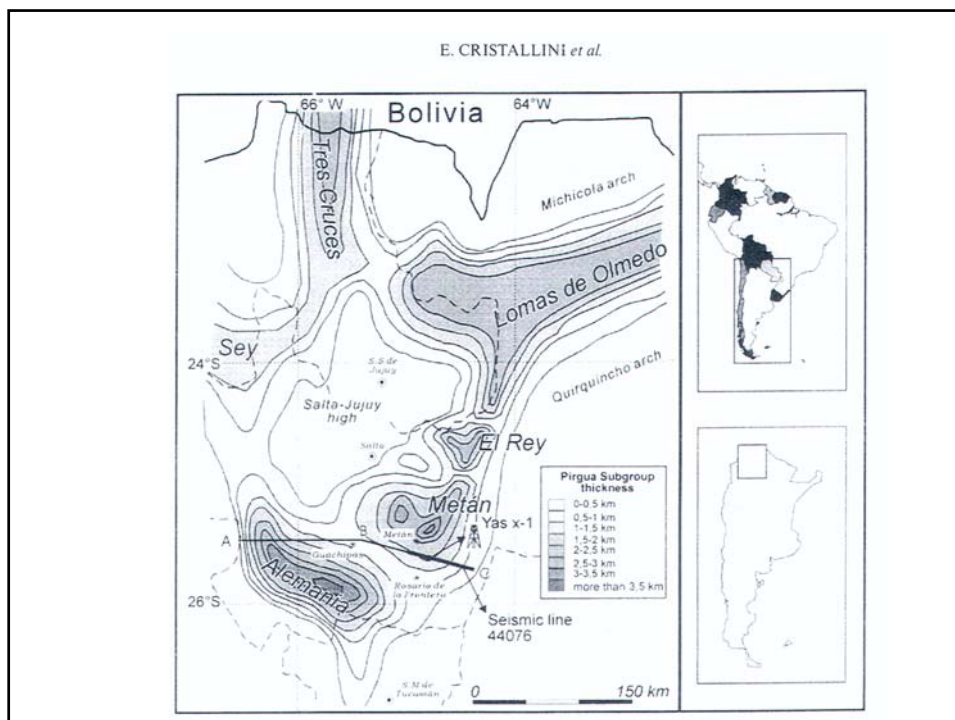 E. CRISTALLINI et al.
66° W
64° W
Bolivia
Tres Cruces
Michicola arch
Lomas de Olmedo
Sey
24°S
S.S de
Jujuy
Quirquincho arch
Salta-Jujuy
high
Salta
El Rey
Pirgua Subgroup
thickness
0-0,5 km
0,5-1 km
1-1,5 km
1,5-2 km
2-2,5 km
2,5-3 km
3-3,5 km
more than 3,5 km
Metán
Yas x-1
Metán
A
B
Guachipas
C
Alemanía
Rosario de
la Frontera
26°S
Seismic line
44076
S.M de
Tucumán
0
150 km